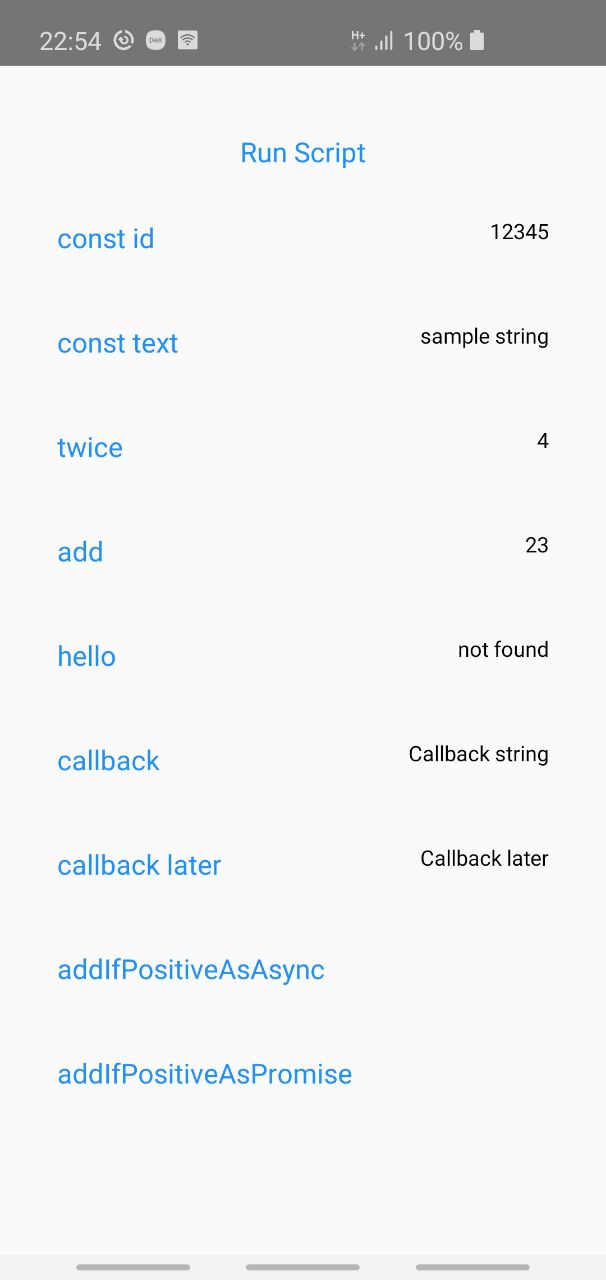 22:54 DeX H+ 100%
Run Script
const id 12345
const text sample string
twice 4
add 23
hello not found
callback Callback string
callback later Callback later
addIfPositiveAsAsync
addIfPositiveAsPromise